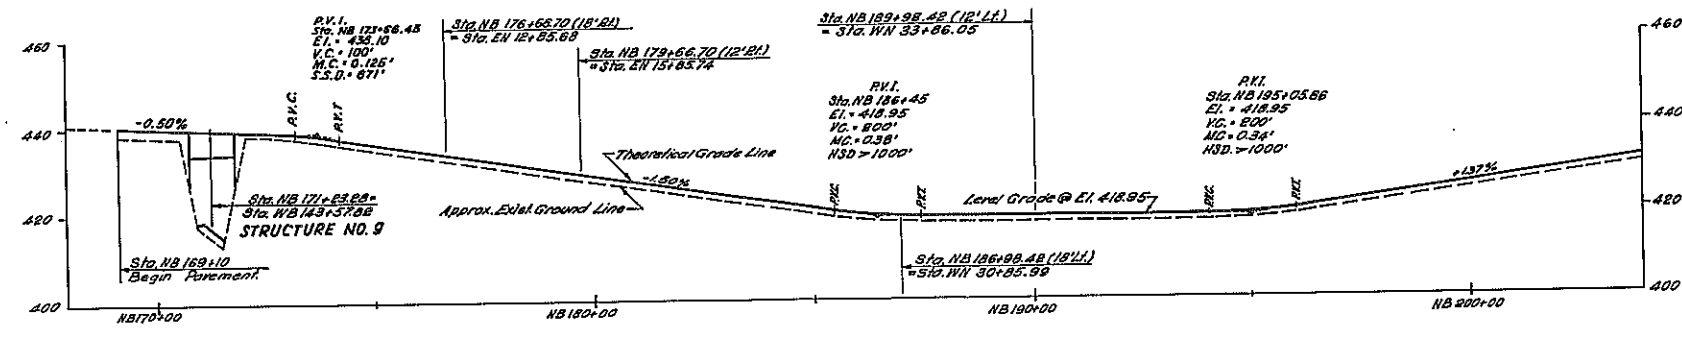 460
440
420
400
P.V.I.
Sta. NB 173+66.45
El. = 438.10
V.C. = 100'
M.C. = 0.125'
S.S.D. = 671'
Sta. NB 176+66.70 (18' Rt.)
= Sta. EN 12+85.68
Sta. NB 179+66.70 (12' Rt.)
= Sta. EN 15+85.74
Sta. NB 189+98.42 (12' Lt.)
= Sta. WN 33+86.05
P.V.I.
Sta. NB 186+45
El. = 418.95
V.C. = 200'
M.C. = 0.38'
HSD > 1000'
P.V.I.
Sta. NB 195+05.86
El. = 418.95
V.C. = 200'
M.C. = 0.34'
HSD. > 1000'
460
440
420
400
-0.50%
P.V.C.
P.V.T
Theoretical Grade Line
-1.50%
Approx. Exist. Ground Line
P.V.C.
P.V.T.
Level Grade @ El. 418.95
P.V.C.
P.V.T.
+1.37%
Sta. NB 171+23.28 =
Sta. WB 143+57.82
STRUCTURE NO. 9
Sta. NB 169+10
Begin Pavement.
Sta. NB 186+98.42 (18' Lt.)
= Sta. WN 30+85.99
NB 170+00
NB 180+00
NB 190+00
NB 200+00